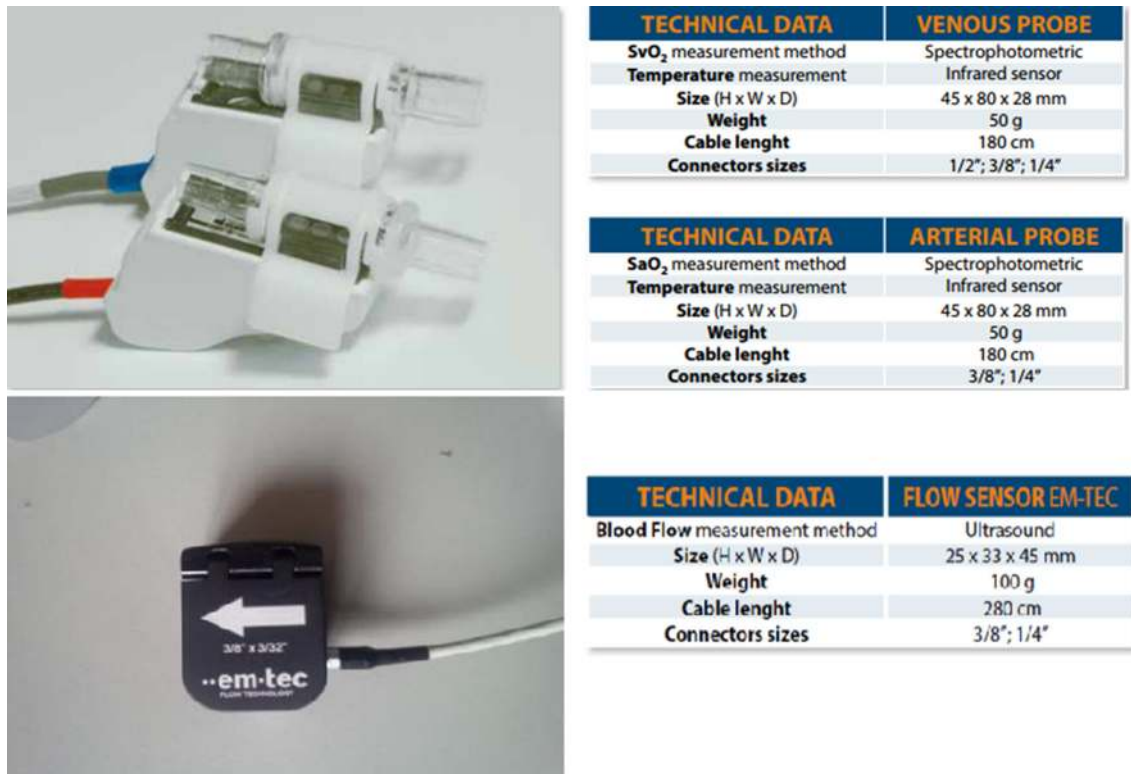 TECHNICAL DATA VENOUS PROBE
SvO₂ measurement method Spectrophotometric
Temperature measurement Infrared sensor
Size (H x W x D) 45 x 80 x 28 mm
Weight 50 g
Cable lenght 180 cm
Connectors sizes 1/2"; 3/8"; 1/4"
TECHNICAL DATA ARTERIAL PROBE
SaO₂ measurement method Spectrophotometric
Temperature measurement Infrared sensor
Size (H x W x D) 45 x 80 x 28 mm
Weight 50 g
Cable lenght 180 cm
Connectors sizes 3/8"; 1/4"
3/8" x 3/32"
··em·tec
FLOW TECHNOLOGY
TECHNICAL DATA FLOW SENSOR EM-TEC
Blood Flow measurement method Ultrasound
Size (H x W x D) 25 x 33 x 45 mm
Weight 100 g
Cable lenght 280 cm
Connectors sizes 3/8"; 1/4"